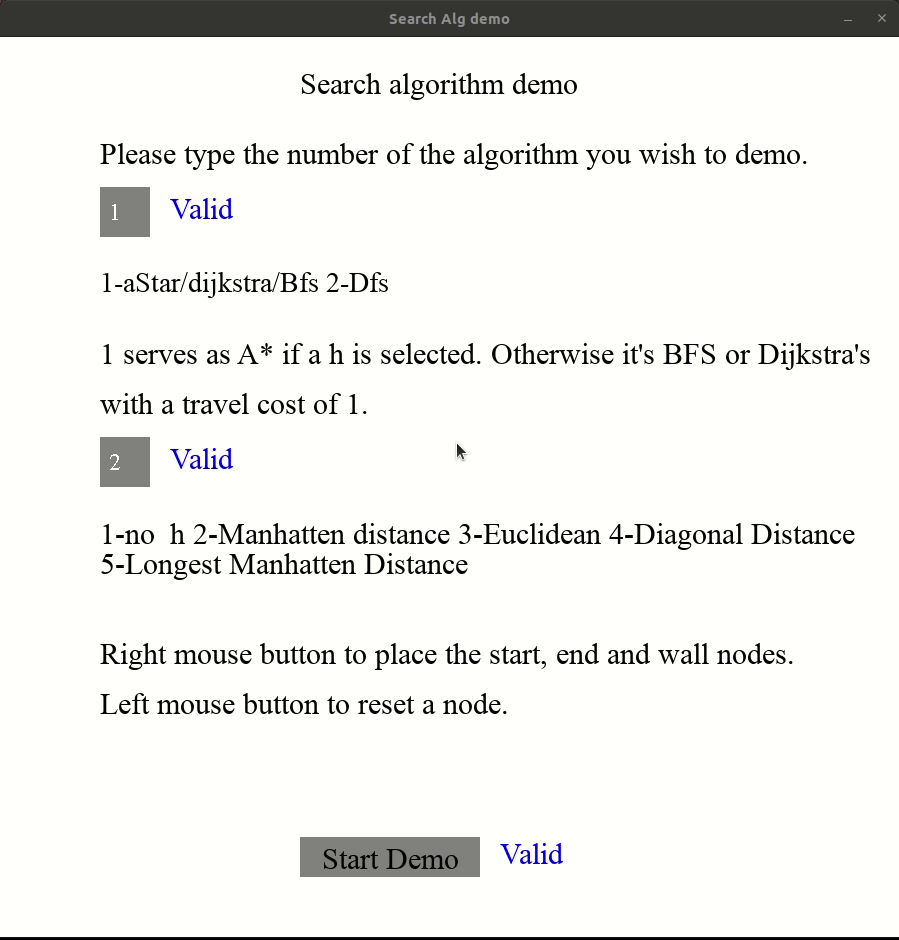 Search Alg demo
Search algorithm demo
Please type the number of the algorithm you wish to demo.
1 Valid
1-aStar/dijkstra/Bfs 2-Dfs
1 serves as A* if a h is selected. Otherwise it's BFS or Dijkstra's
with a travel cost of 1.
2 Valid
1-no  h 2-Manhatten distance 3-Euclidean 4-Diagonal Distance
5-Longest Manhatten Distance
Right mouse button to place the start, end and wall nodes.
Left mouse button to reset a node.
Start Demo Valid